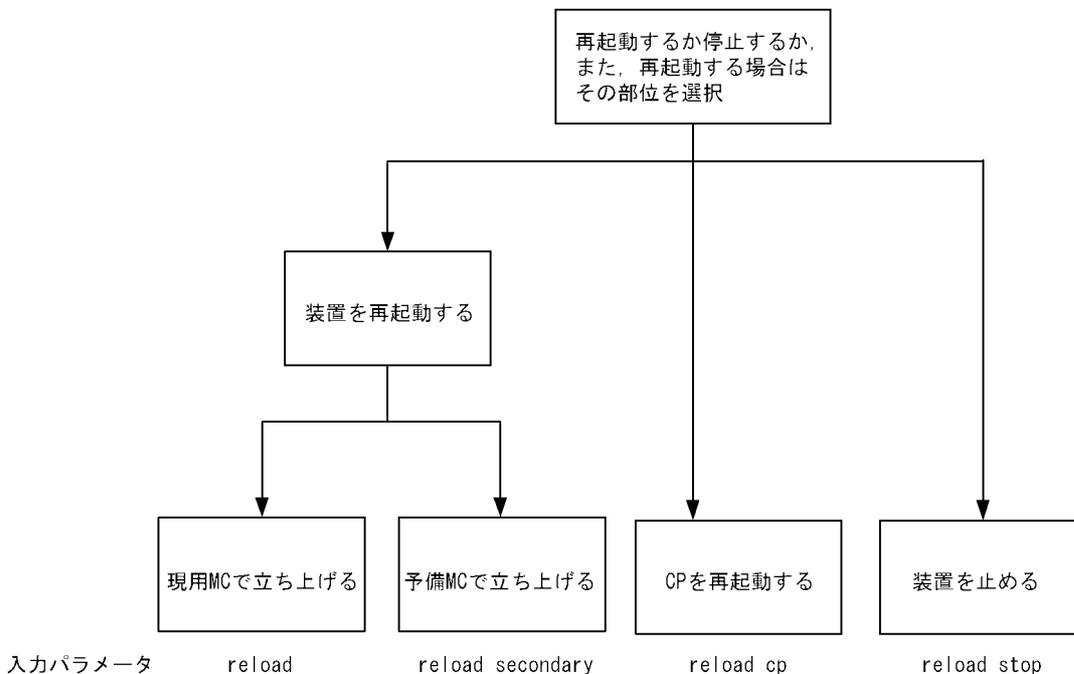 再起動するか停止するか,
また, 再起動する場合は
その部位を選択
装置を再起動する
現用MCで立ち上げる
予備MCで立ち上げる
CPを再起動する
装置を止める
入力パラメータ
reload
reload secondary
reload cp
reload stop